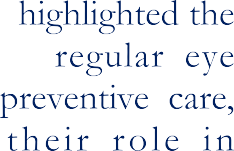 highlighted the
regular eye
preventive care,
their role in